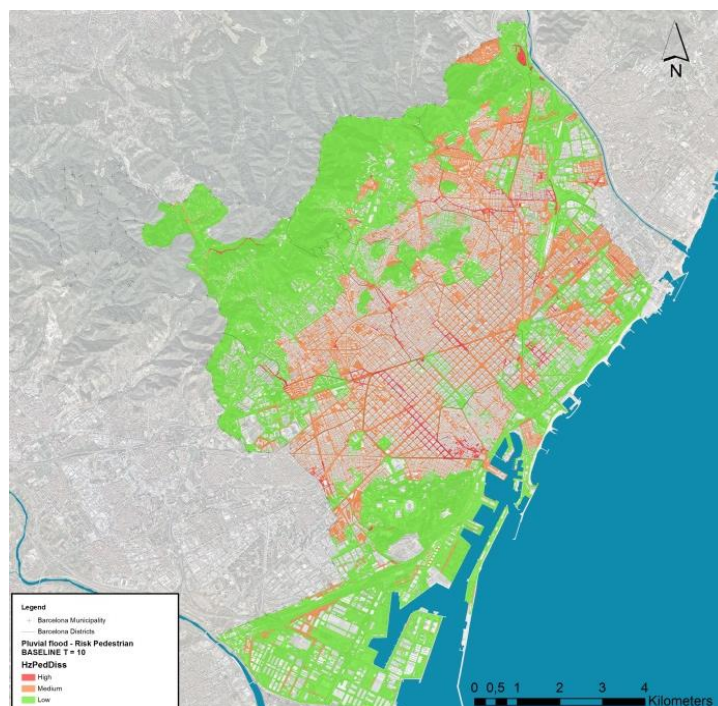 N
Legend
Barcelona Municipality
Barcelona Districts
Pluvial flood - Risk Pedestrian
BASELINE T = 10
HzPedDiss
High
Medium
Low
0 0,5 1 2 3 4
Kilometers